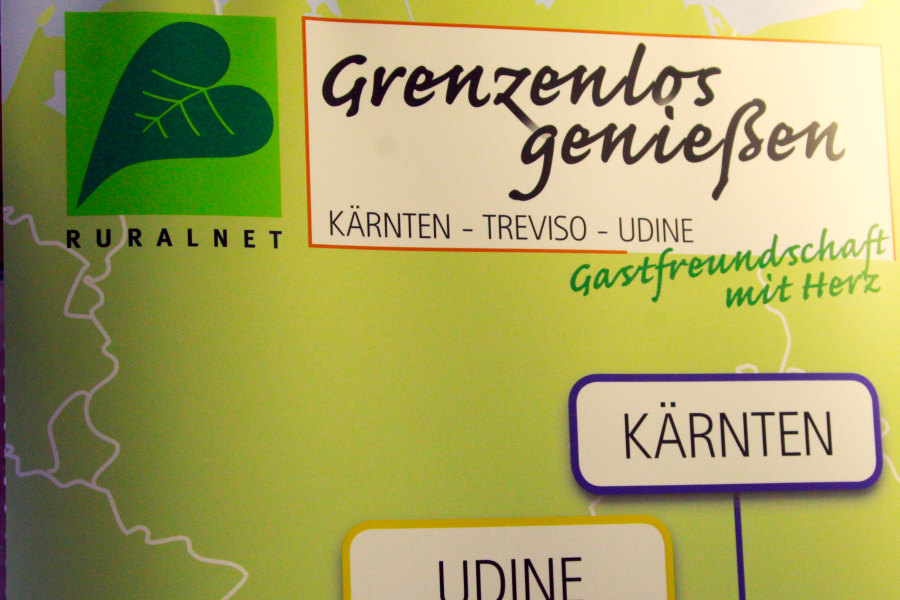 RURALNET
Grenzenlos
genießen
KÄRNTEN - TREVISO - UDINE
Gastfreundschaft
mit Herz
KÄRNTEN
UDINE